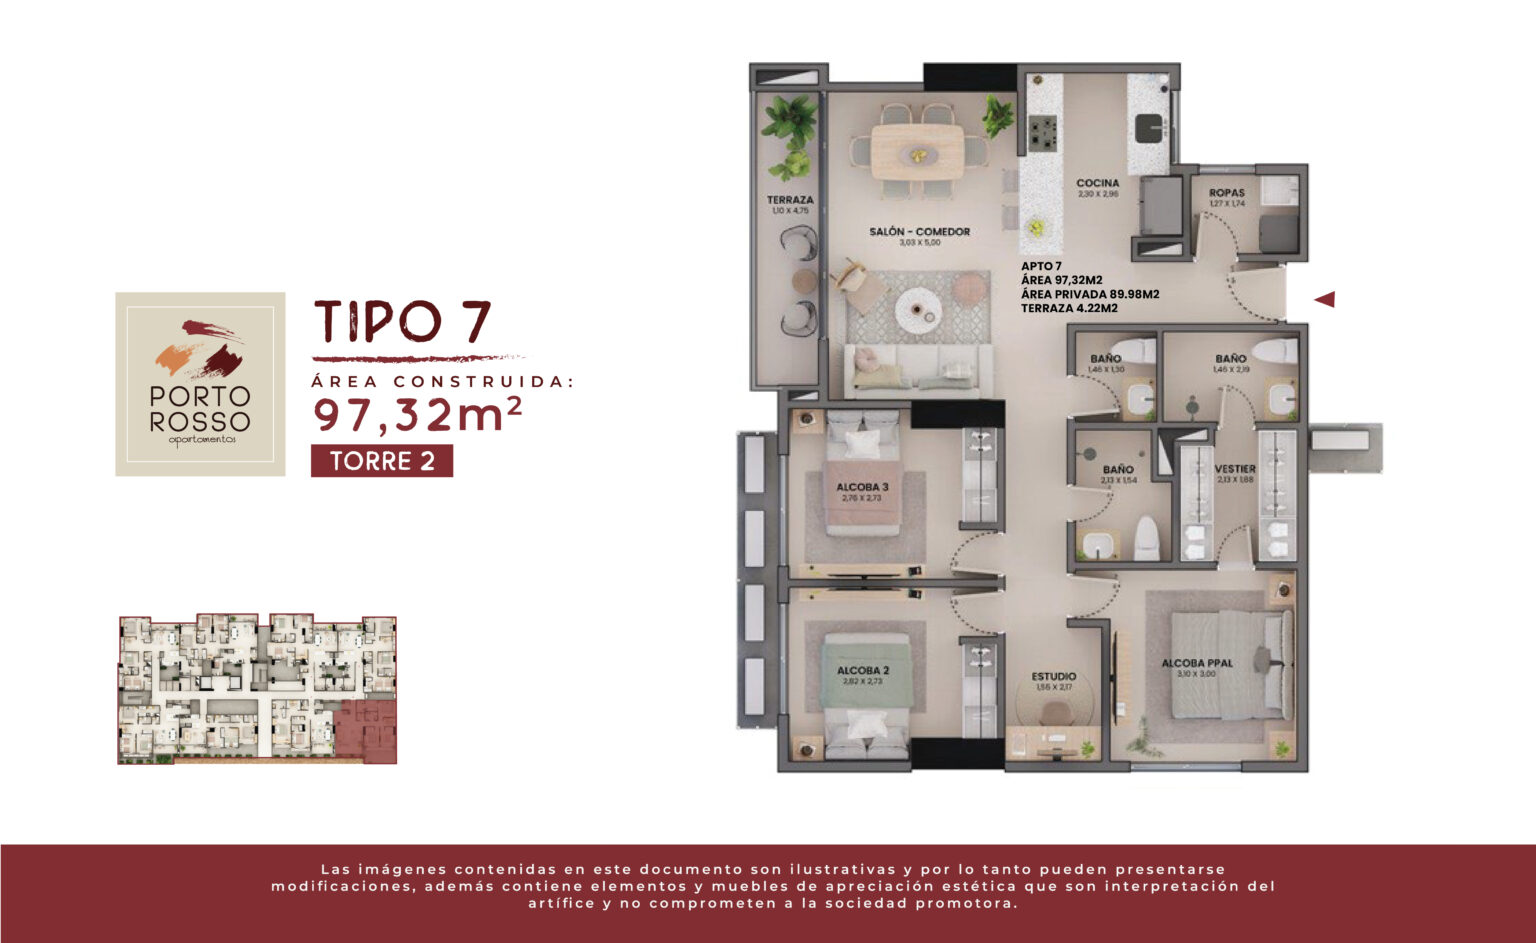 PORTO
ROSSO
apartamentos
TIPO 7
ÁREA CONSTRUIDA:
97,32m²
TORRE 2
TERRAZA
1,10 X 4,75
SALÓN - COMEDOR
3,03 X 5,00
COCINA
2,30 X 2,96
ROPAS
1,27 X 1,74
APTO 7
ÁREA 97,32M2
ÁREA PRIVADA 89.98M2
TERRAZA 4.22M2
BAÑO
1,46 X 1,30
BAÑO
1,46 X 2,19
BAÑO
2,13 X 1,54
VESTIER
2,13 X 1,88
ALCOBA 3
2,76 X 2,73
ALCOBA 2
2,82 X 2,73
ESTUDIO
1,55 X 2,17
ALCOBA PPAL
3,10 X 3,00
Las imágenes contenidas en este documento son ilustrativas y por lo tanto pueden presentarse
modificaciones, además contiene elementos y muebles de apreciación estética que son interpretación del
artífice y no comprometen a la sociedad promotora.